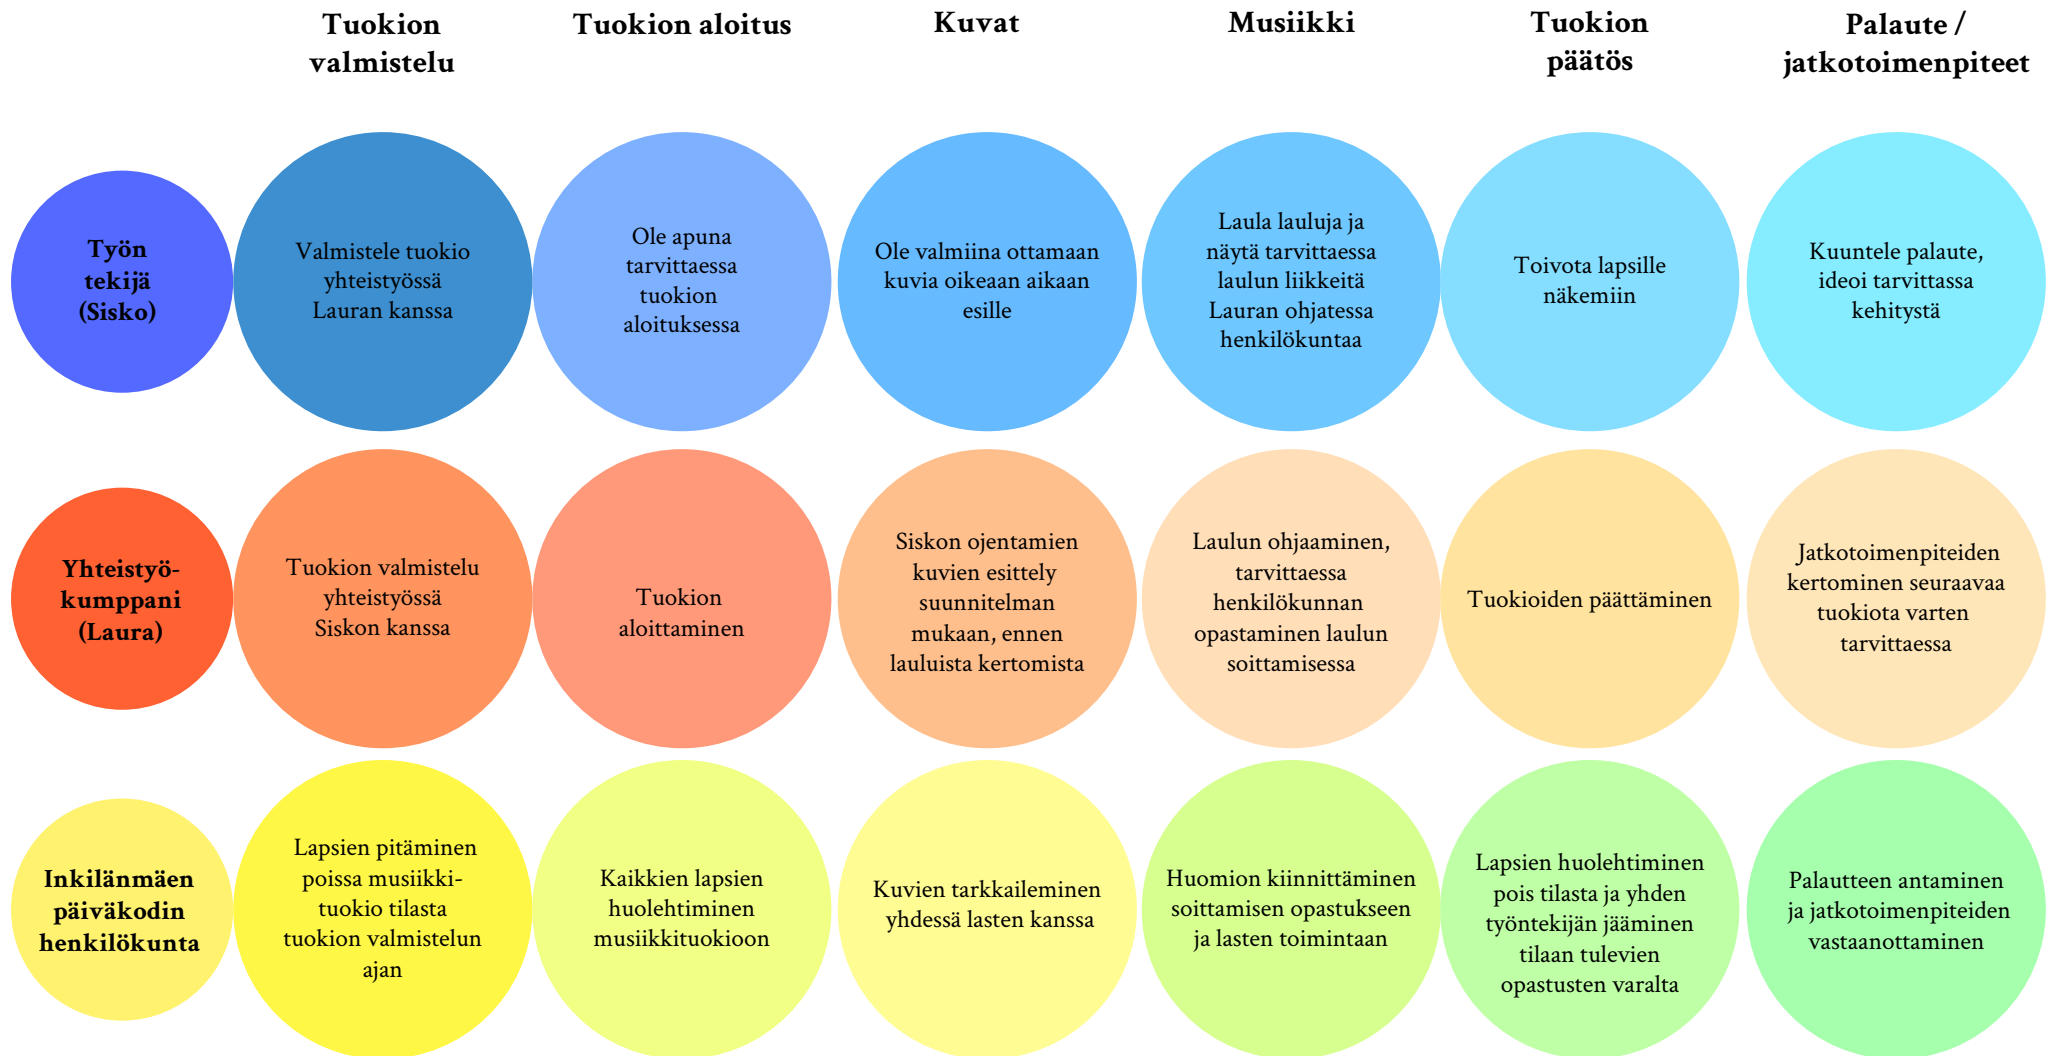 Tuokion
valmistelu
Tuokion aloitus
Kuvat
Musiikki
Tuokion
päätös
Palaute /
jatkotoimenpiteet
Työn
tekijä
(Sisko)
Valmistele tuokio
yhteistyössä
Lauran kanssa
Ole apuna
tarvittaessa
tuokion
aloituksessa
Ole valmiina ottamaan
kuvia oikeaan aikaan
esille
Laula lauluja ja
näytä tarvittaessa
laulun liikkeitä
Lauran ohjatessa
henkilökuntaa
Toivota lapsille
näkemiin
Kuuntele palaute,
ideoi tarvittassa
kehitystä
Yhteistyö-
kumppani
(Laura)
Tuokion valmistelu
yhteistyössä
Siskon kanssa
Tuokion
aloittaminen
Siskon ojentamien
kuvien esittely
suunnitelman
mukaan, ennen
lauluista kertomista
Laulun ohjaaminen,
tarvittaessa
henkilökunnan
opastaminen laulun
soittamisessa
Tuokioiden päättäminen
Jatkotoimenpiteiden
kertominen seuraavaa
tuokiota varten
tarvittaessa
Inkilänmäen
päiväkodin
henkilökunta
Lapsien pitäminen
poissa musiikki-
tuokio tilasta
tuokion valmistelun
ajan
Kaikkien lapsien
huolehtiminen
musiikkituokioon
Kuvien tarkkaileminen
yhdessä lasten kanssa
Huomion kiinnittäminen
soittamisen opastukseen
ja lasten toimintaan
Lapsien huolehtiminen
pois tilasta ja yhden
työntekijän jääminen
tilaan tulevien
opastusten varalta
Palautteen antaminen
ja jatkotoimenpiteiden
vastaanottaminen